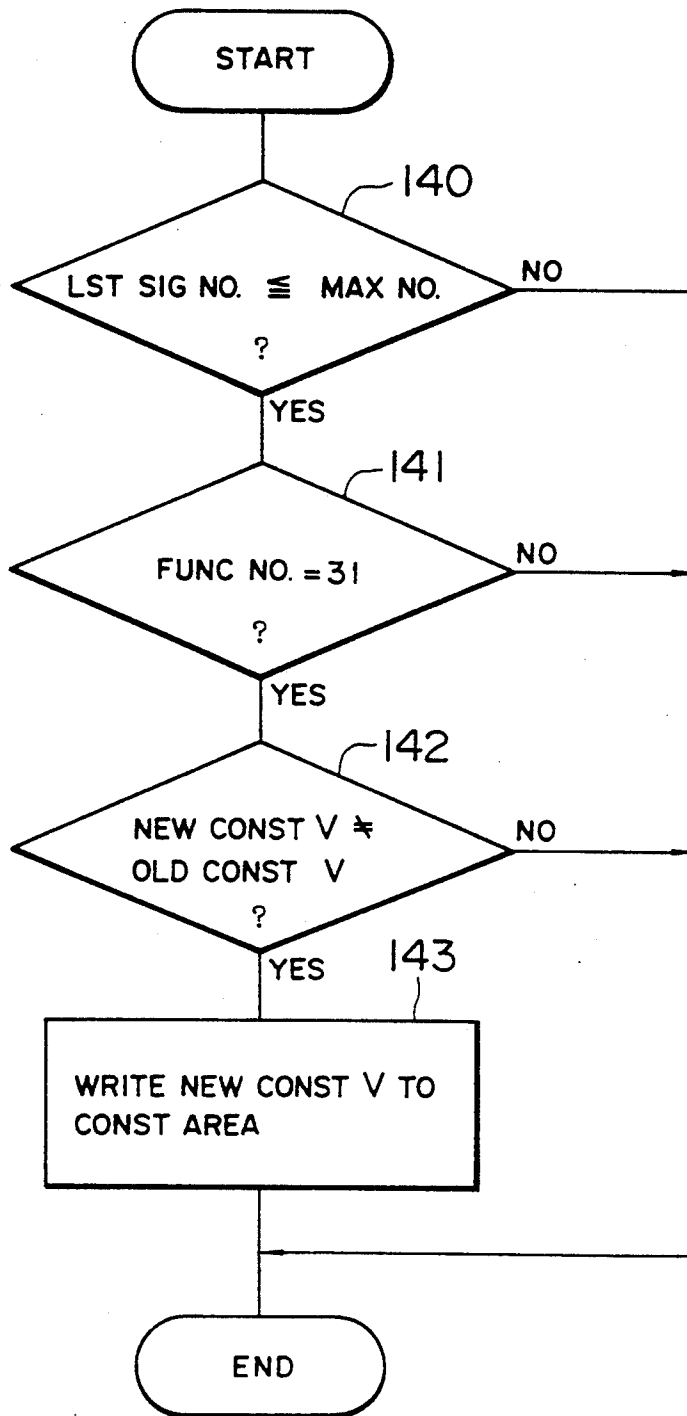 START
140
LST SIG NO. ≦ MAX NO.
?
NO
YES
141
FUNC NO. = 31
?
NO
YES
142
NEW CONST V ≠
OLD CONST V
?
NO
YES
143
WRITE NEW CONST V TO
CONST AREA
END